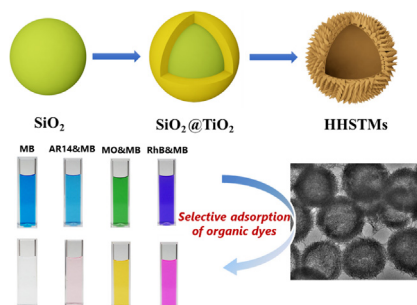 SiO₂
SiO₂@TiO₂
HHSTMs
MB
AR14&MB
MO&MB
RhB&MB
Selective adsorption
of organic dyes